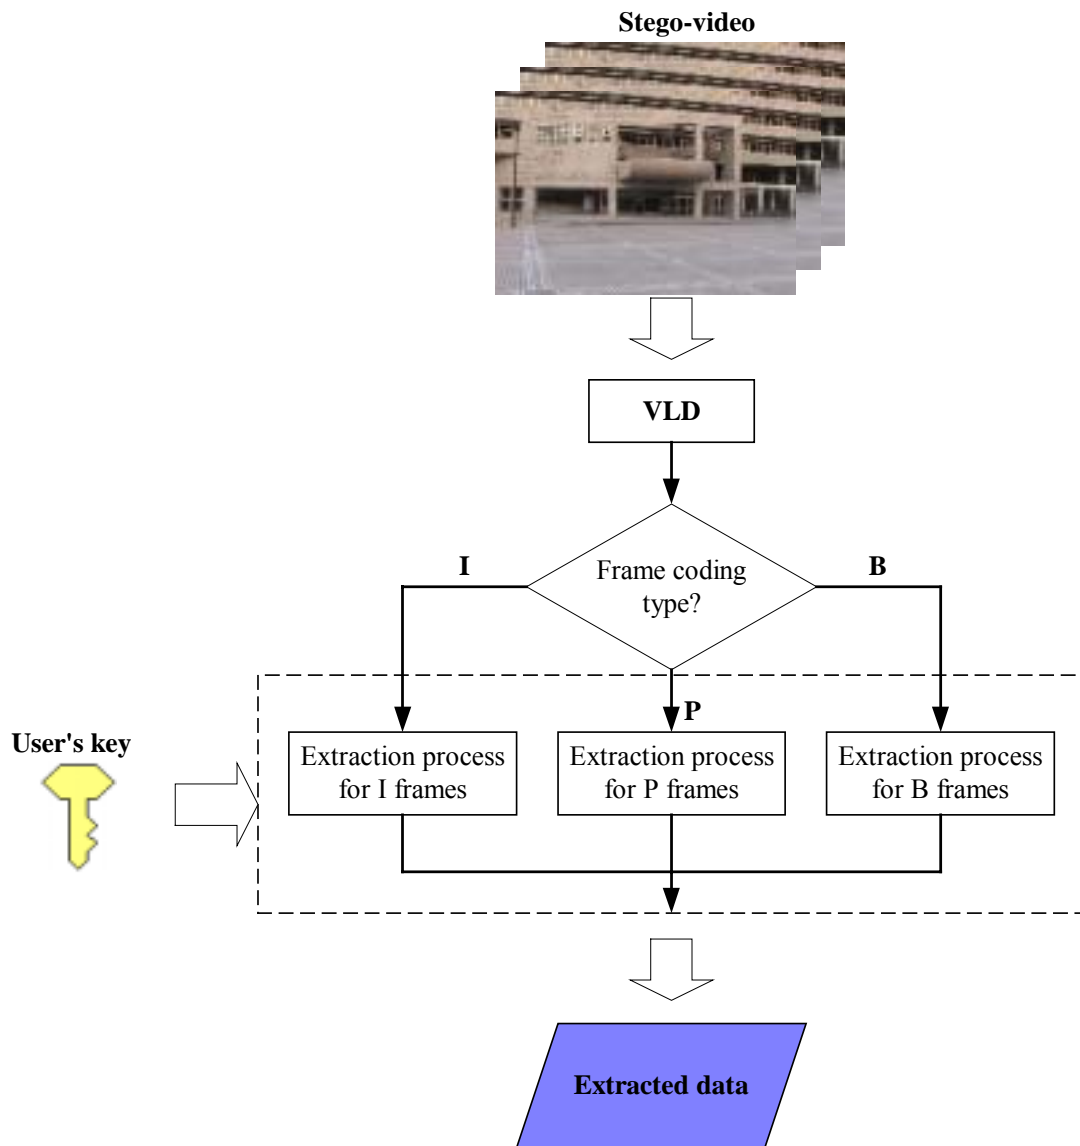 Stego-video
VLD
Frame coding
type?
I
B
P
User's key
Extraction process
for I frames
Extraction process
for P frames
Extraction process
for B frames
Extracted data